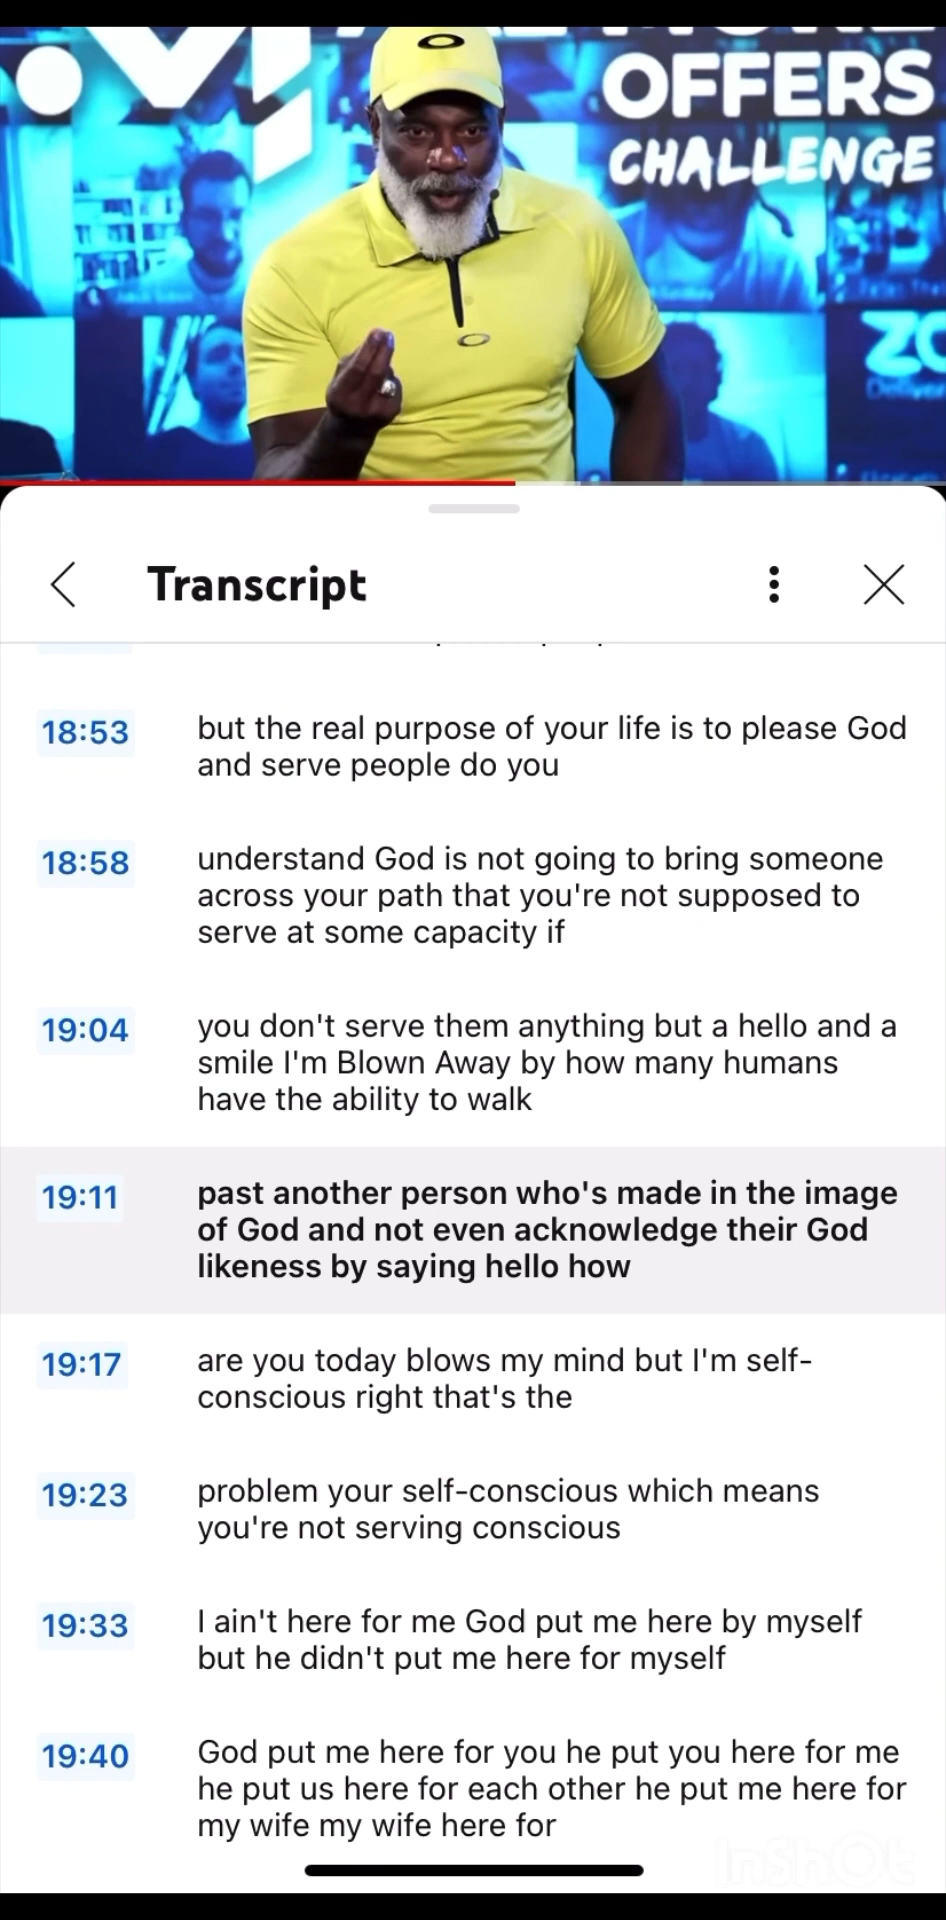 OFFERS
CHALLENGE
Transcript
18:53
but the real purpose of your life is to please God
and serve people do you
18:58
understand God is not going to bring someone
across your path that you're not supposed to
serve at some capacity if
19:04
you don't serve them anything but a hello and a
smile I'm Blown Away by how many humans
have the ability to walk
19:11
past another person who's made in the image
of God and not even acknowledge their God
likeness by saying hello how
19:17
are you today blows my mind but I'm self-
conscious right that's the
19:23
problem your self-conscious which means
you're not serving conscious
19:33
I ain't here for me God put me here by myself
but he didn't put me here for myself
19:40
God put me here for you he put you here for me
he put us here for each other he put me here for
my wife my wife here for
InShOt